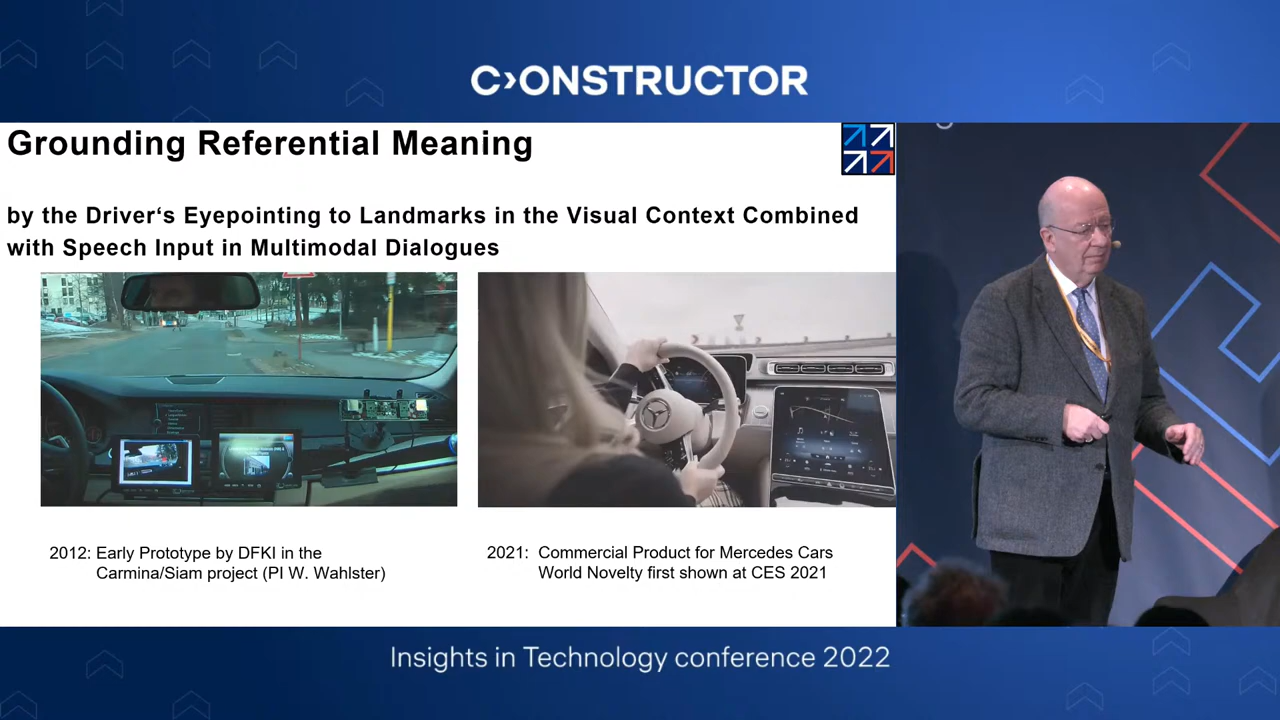 C›ONSTRUCTOR
Grounding Referential Meaning
by the Driver‘s Eyepointing to Landmarks in the Visual Context Combined
with Speech Input in Multimodal Dialogues
2012: Early Prototype by DFKI in the
Carmina/Siam project (PI W. Wahlster)
2021: Commercial Product for Mercedes Cars
World Novelty first shown at CES 2021
Insights in Technology conference 2022